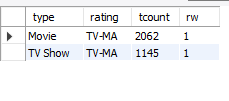 type rating tcount rw
Movie TV-MA 2062 1
TV Show TV-MA 1145 1